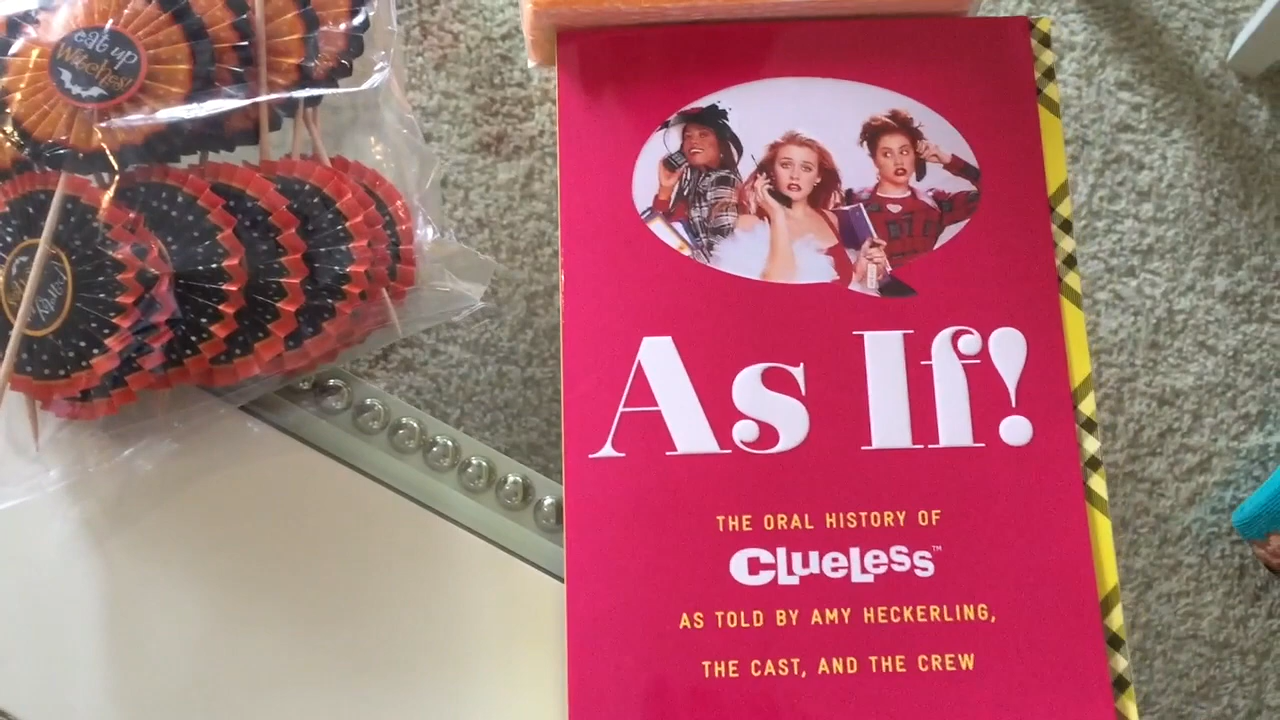 eat up
Witches!
As If!
THE ORAL HISTORY OF
CLUELESS™
AS TOLD BY AMY HECKERLING,
THE CAST, AND THE CREW